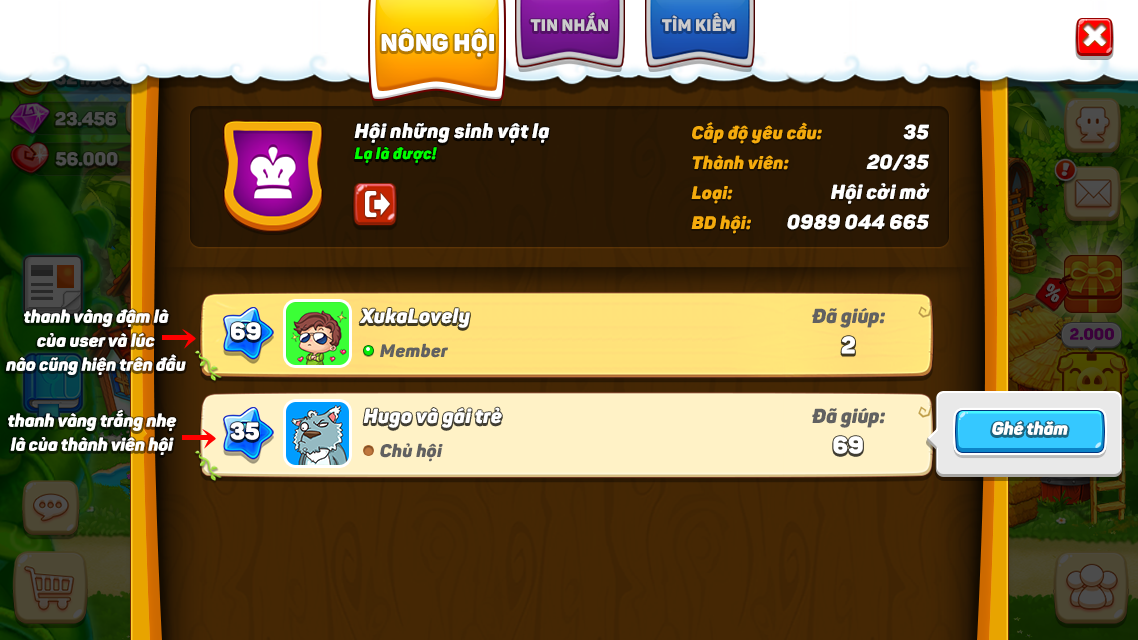 NÔNG HỘI
TIN NHẮN
TÌM KIẾM
23.456
56.000
Hội những sinh vật lạ
Lạ là được!
Cấp độ yêu cầu: 35
Thành viên: 20/35
Loại: Hội cởi mở
BD hội: 0989 044 665
%
2.000
thanh vàng đậm là
của user và lúc
nào cũng hiện trên đầu
69
XukaLovely
Member
Đã giúp:
2
thanh vàng trắng nhẹ
là của thành viên hội
35
Hugo và gái trẻ
Chủ hội
Đã giúp:
69
Ghé thăm